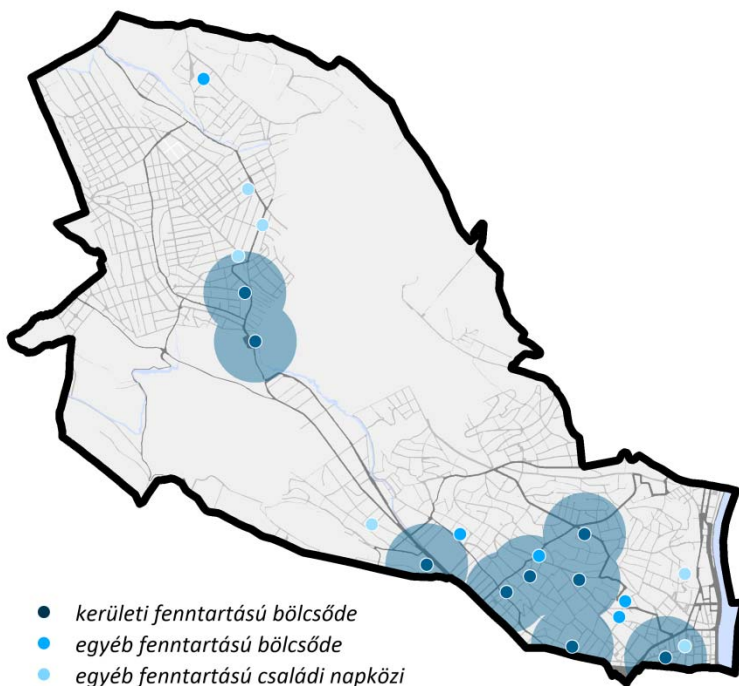 kerületi fenntartású bölcsőde
egyéb fenntartású bölcsőde
egyéb fenntartású családi napközi